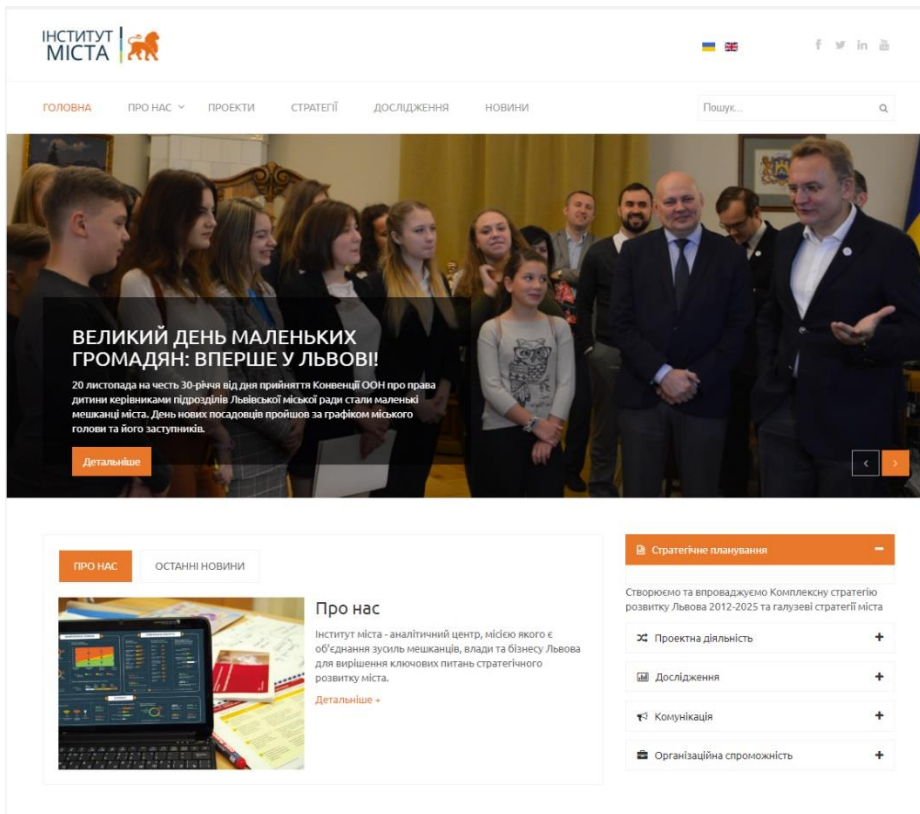 ІНСТИТУТ
МІСТА
f in
ГОЛОВНА ПРО НАС ПРОЕКТИ СТРАТЕГІЇ ДОСЛІДЖЕННЯ НОВИНИ Пошук...
ВЕЛИКИЙ ДЕНЬ МАЛЕНЬКИХ
ГРОМАДЯН: ВПЕРШЕ У ЛЬВОВІ!
20 листопада на честь 30-річчя від дня прийняття Конвенції ООН про права
дитини керівниками підрозділів Львівської міської ради стали маленькі
мешканці міста. День нових посадовців пройшов за графіком міського
голови та його заступників.
Детальніше
ПРО НАС ОСТАННІ НОВИНИ
Про нас
Інститут міста - аналітичний центр, місією якого є
об'єднання зусиль мешканців, влади та бізнесу Львова
для вирішення ключових питань стратегічного
розвитку міста.
Детальніше +
Стратегічне планування
Створюємо та впроваджуємо Комплексну стратегію
розвитку Львова 2012-2025 та галузеві стратегії міста
Проектна діяльність
Дослідження
Комунікація
Організаційна спроможність